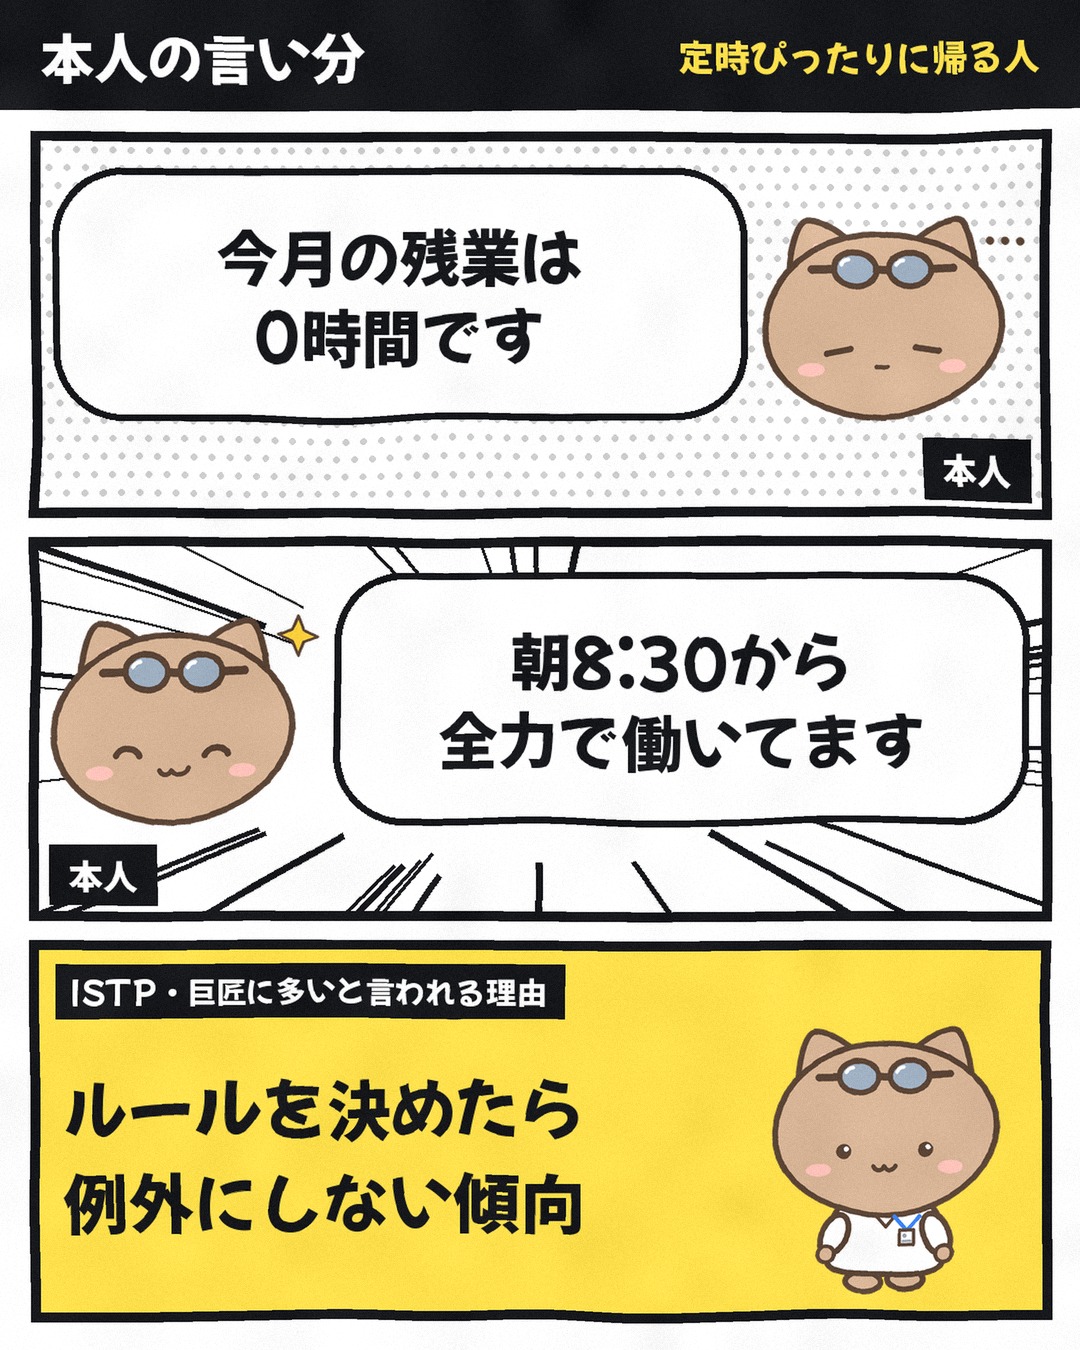 本人の言い分
定時ぴったりに帰る人
今月の残業は
0時間です
本人
朝8:30から
全力で働いてます
本人
ISTP・巨匠に多いと言われる理由
ルールを決めたら
例外にしない傾向